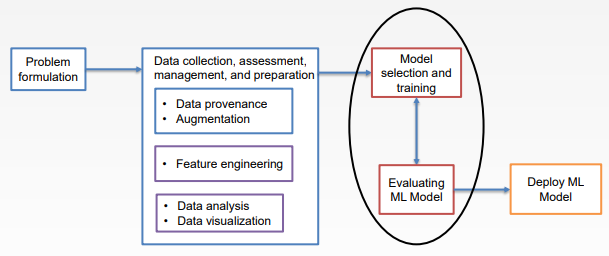 Problem
formulation
Data collection, assessment,
management, and preparation
• Data provenance
• Augmentation
• Feature engineering
• Data analysis
• Data visualization
Model
selection and
training
Evaluating
ML Model
Deploy ML
Model